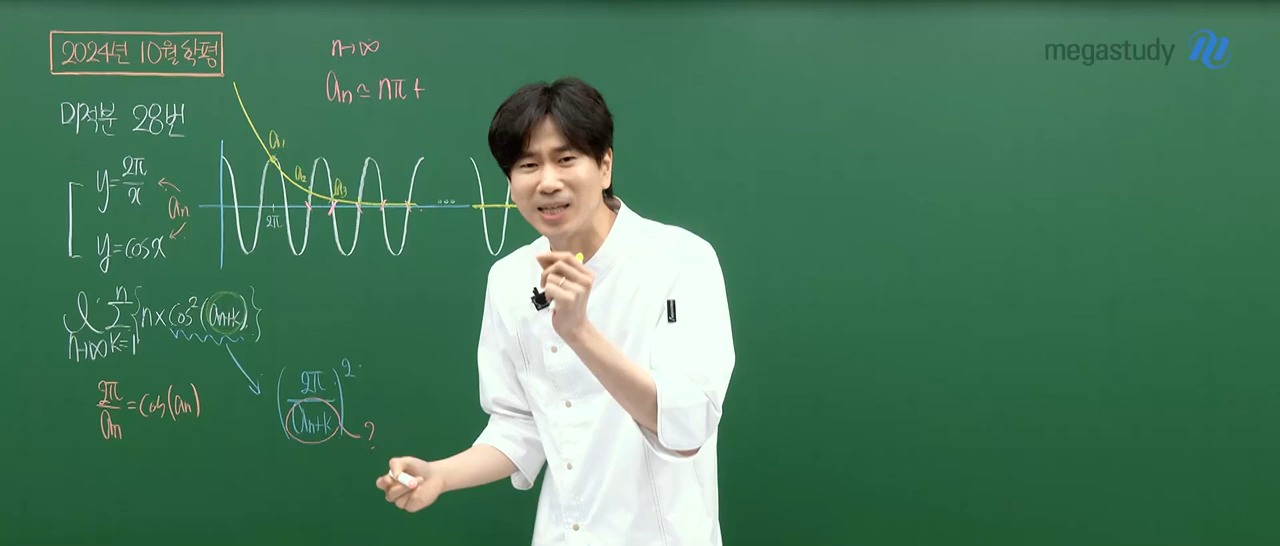 2024년 10월 학평
미적분 28번
y=2π/x
y=cosx
aₙ
lim n→∞ Σ k=1 n {n×cos²(aₙ₊ₖ)}
2π/aₙ=cos(aₙ)
(2π/aₙ₊ₖ)²
?
n→∞
aₙ≃nπ+
a₁
a₂
a₃
2π
...
megastudy